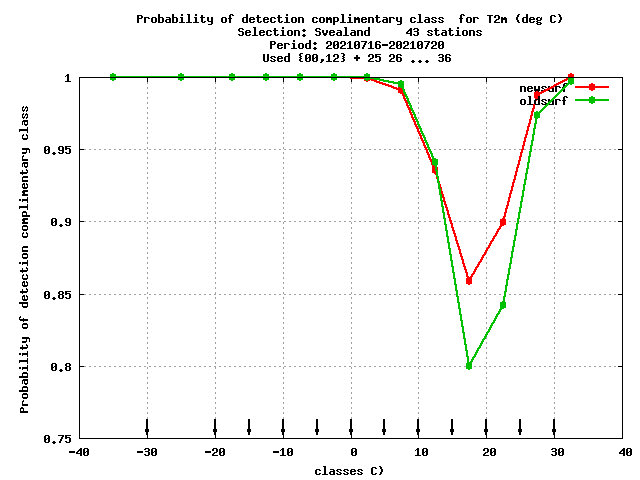 Probability of detection complimentary class  for T2m (deg C)
Selection: Svealand     43 stations
Period: 20210716-20210720
Used {00,12} + 25 26 ... 36
Probability of detection complimentary class
1
0.95
0.9
0.85
0.8
0.75
newsurf
oldsurf
-40 -30 -20 -10 0 10 20 30 40
classes C)